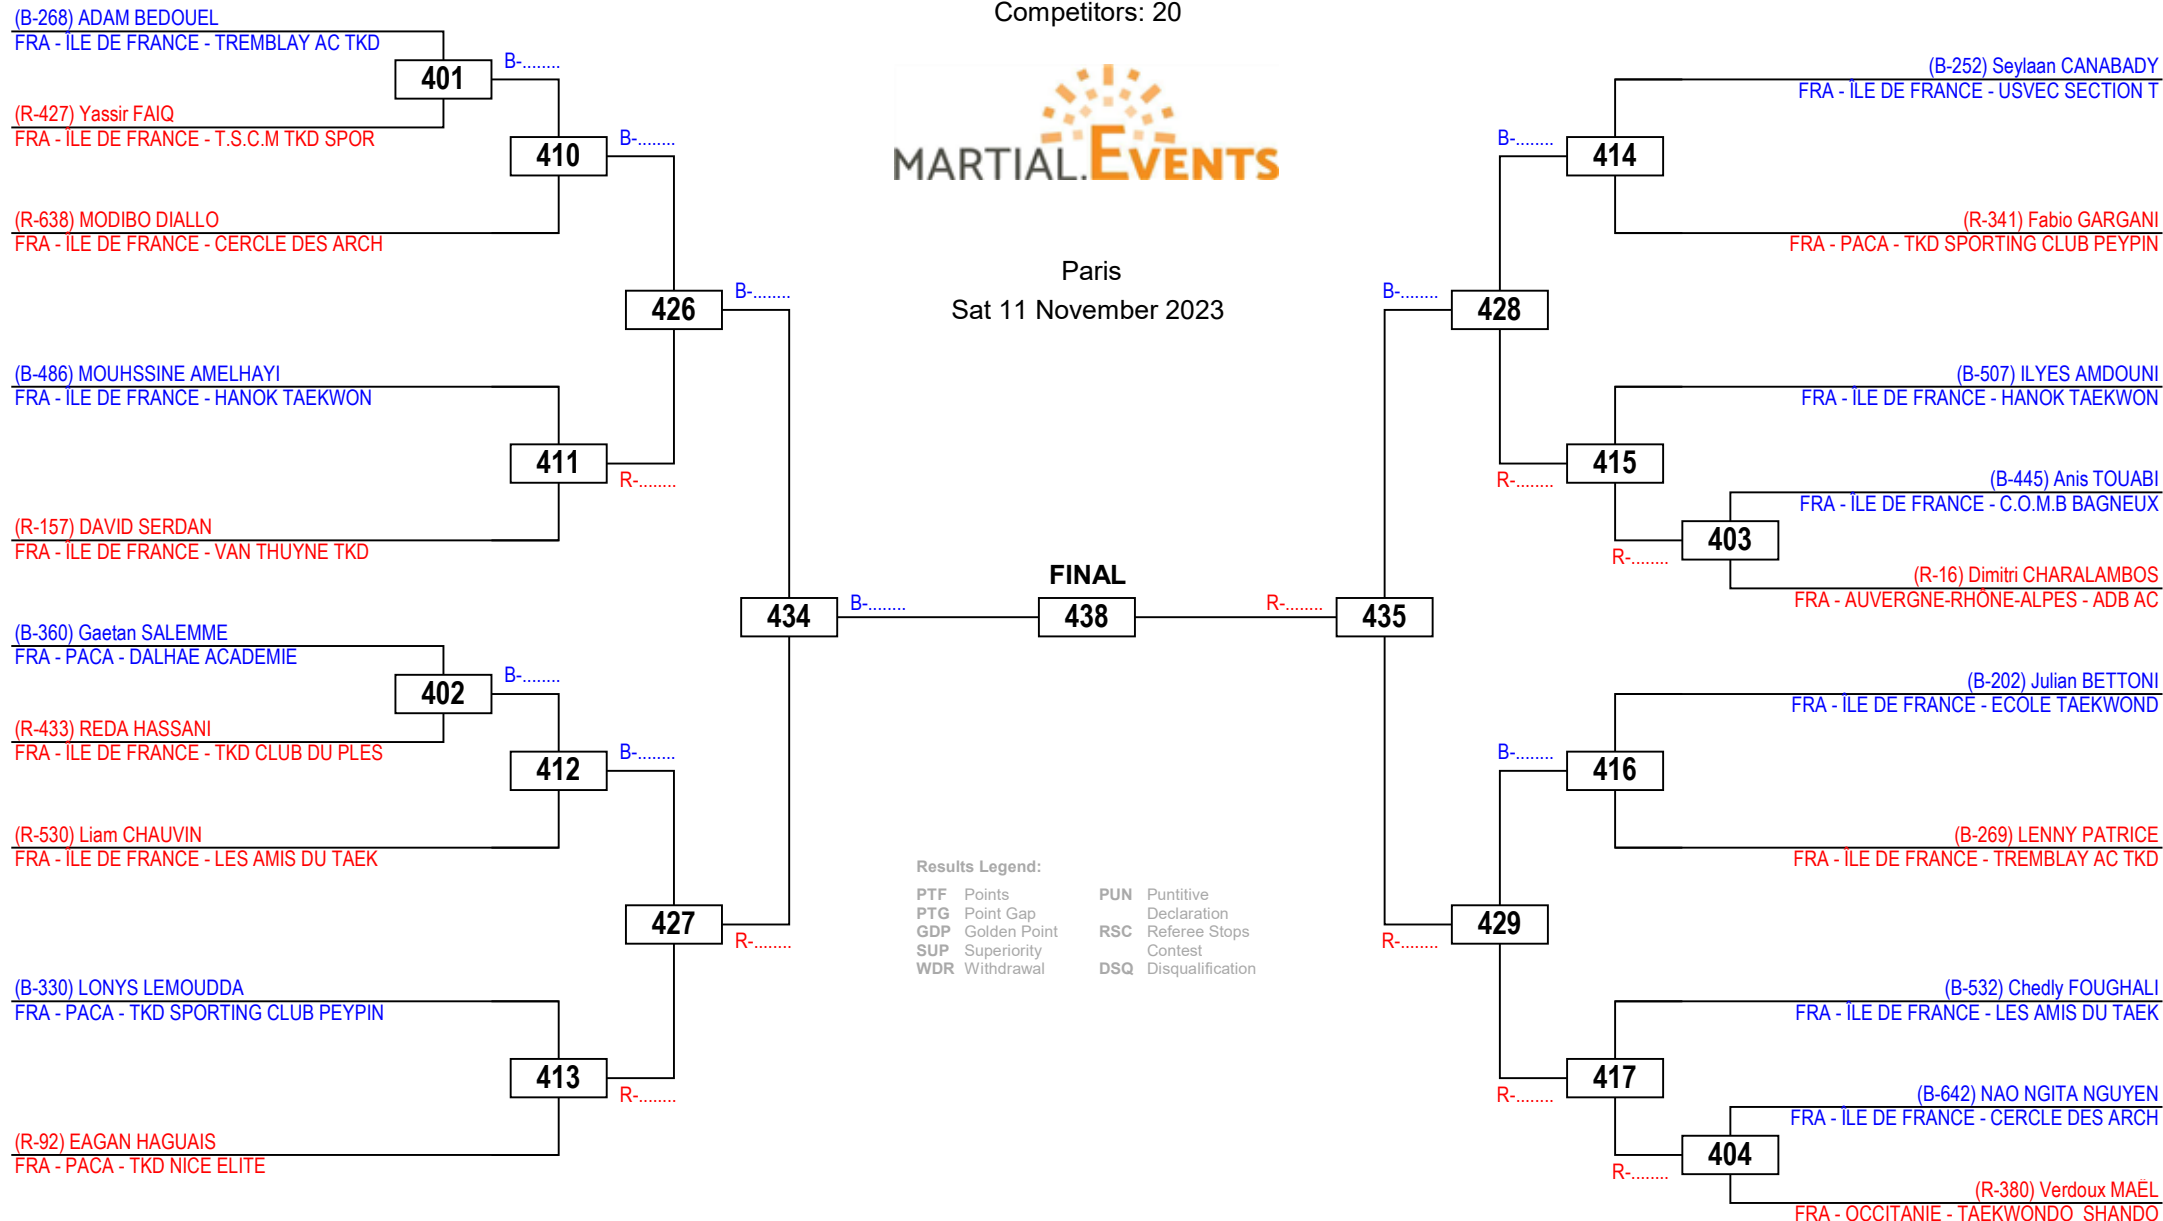 Competitors: 20
MARTIAL.EVENTS
Paris
Sat 11 November 2023
(B-268) ADAM BEDOUEL
FRA - ÎLE DE FRANCE - TREMBLAY AC TKD
401
B-........
(R-427) Yassir FAIQ
FRA - ÎLE DE FRANCE - T.S.C.M TKD SPOR
410
B-........
(R-638) MODIBO DIALLO
FRA - ÎLE DE FRANCE - CERCLE DES ARCH
426
B-........
(B-486) MOUHSSINE AMELHAYI
FRA - ÎLE DE FRANCE - HANOK TAEKWON
411
R-........
(R-157) DAVID SERDAN
FRA - ÎLE DE FRANCE - VAN THUYNE TKD
434
B-........
(B-360) Gaetan SALEMME
FRA - PACA - DALHAE ACADEMIE
402
B-........
(R-433) REDA HASSANI
FRA - ÎLE DE FRANCE - TKD CLUB DU PLES
412
B-........
(R-530) Liam CHAUVIN
FRA - ÎLE DE FRANCE - LES AMIS DU TAEK
427
R-........
(B-330) LONYS LEMOUDDA
FRA - PACA - TKD SPORTING CLUB PEYPIN
413
R-........
(R-92) EAGAN HAGUAIS
FRA - PACA - TKD NICE ELITE
FINAL
438
(B-252) Seylaan CANABADY
FRA - ÎLE DE FRANCE - USVEC SECTION T
B-........
414
(R-341) Fabio GARGANI
FRA - PACA - TKD SPORTING CLUB PEYPIN
B-........
428
(B-507) ILYES AMDOUNI
FRA - ÎLE DE FRANCE - HANOK TAEKWON
415
R-........
(B-445) Anis TOUABI
FRA - ÎLE DE FRANCE - C.O.M.B BAGNEUX
403
R-........
(R-16) Dimitri CHARALAMBOS
FRA - AUVERGNE-RHÔNE-ALPES - ADB AC
R-........
435
(B-202) Julian BETTONI
FRA - ÎLE DE FRANCE - ECOLE TAEKWOND
B-........
416
(B-269) LENNY PATRICE
FRA - ÎLE DE FRANCE - TREMBLAY AC TKD
429
R-........
(B-532) Chedly FOUGHALI
FRA - ÎLE DE FRANCE - LES AMIS DU TAEK
417
R-........
(B-642) NAO NGITA NGUYEN
FRA - ÎLE DE FRANCE - CERCLE DES ARCH
404
R-........
(R-380) Verdoux MAËL
FRA - OCCITANIE - TAEKWONDO  SHANDO
Results Legend:
PTF Points
PTG Point Gap
GDP Golden Point
SUP Superiority
WDR Withdrawal
PUN Puntitive
Declaration
RSC Referee Stops
Contest
DSQ Disqualification